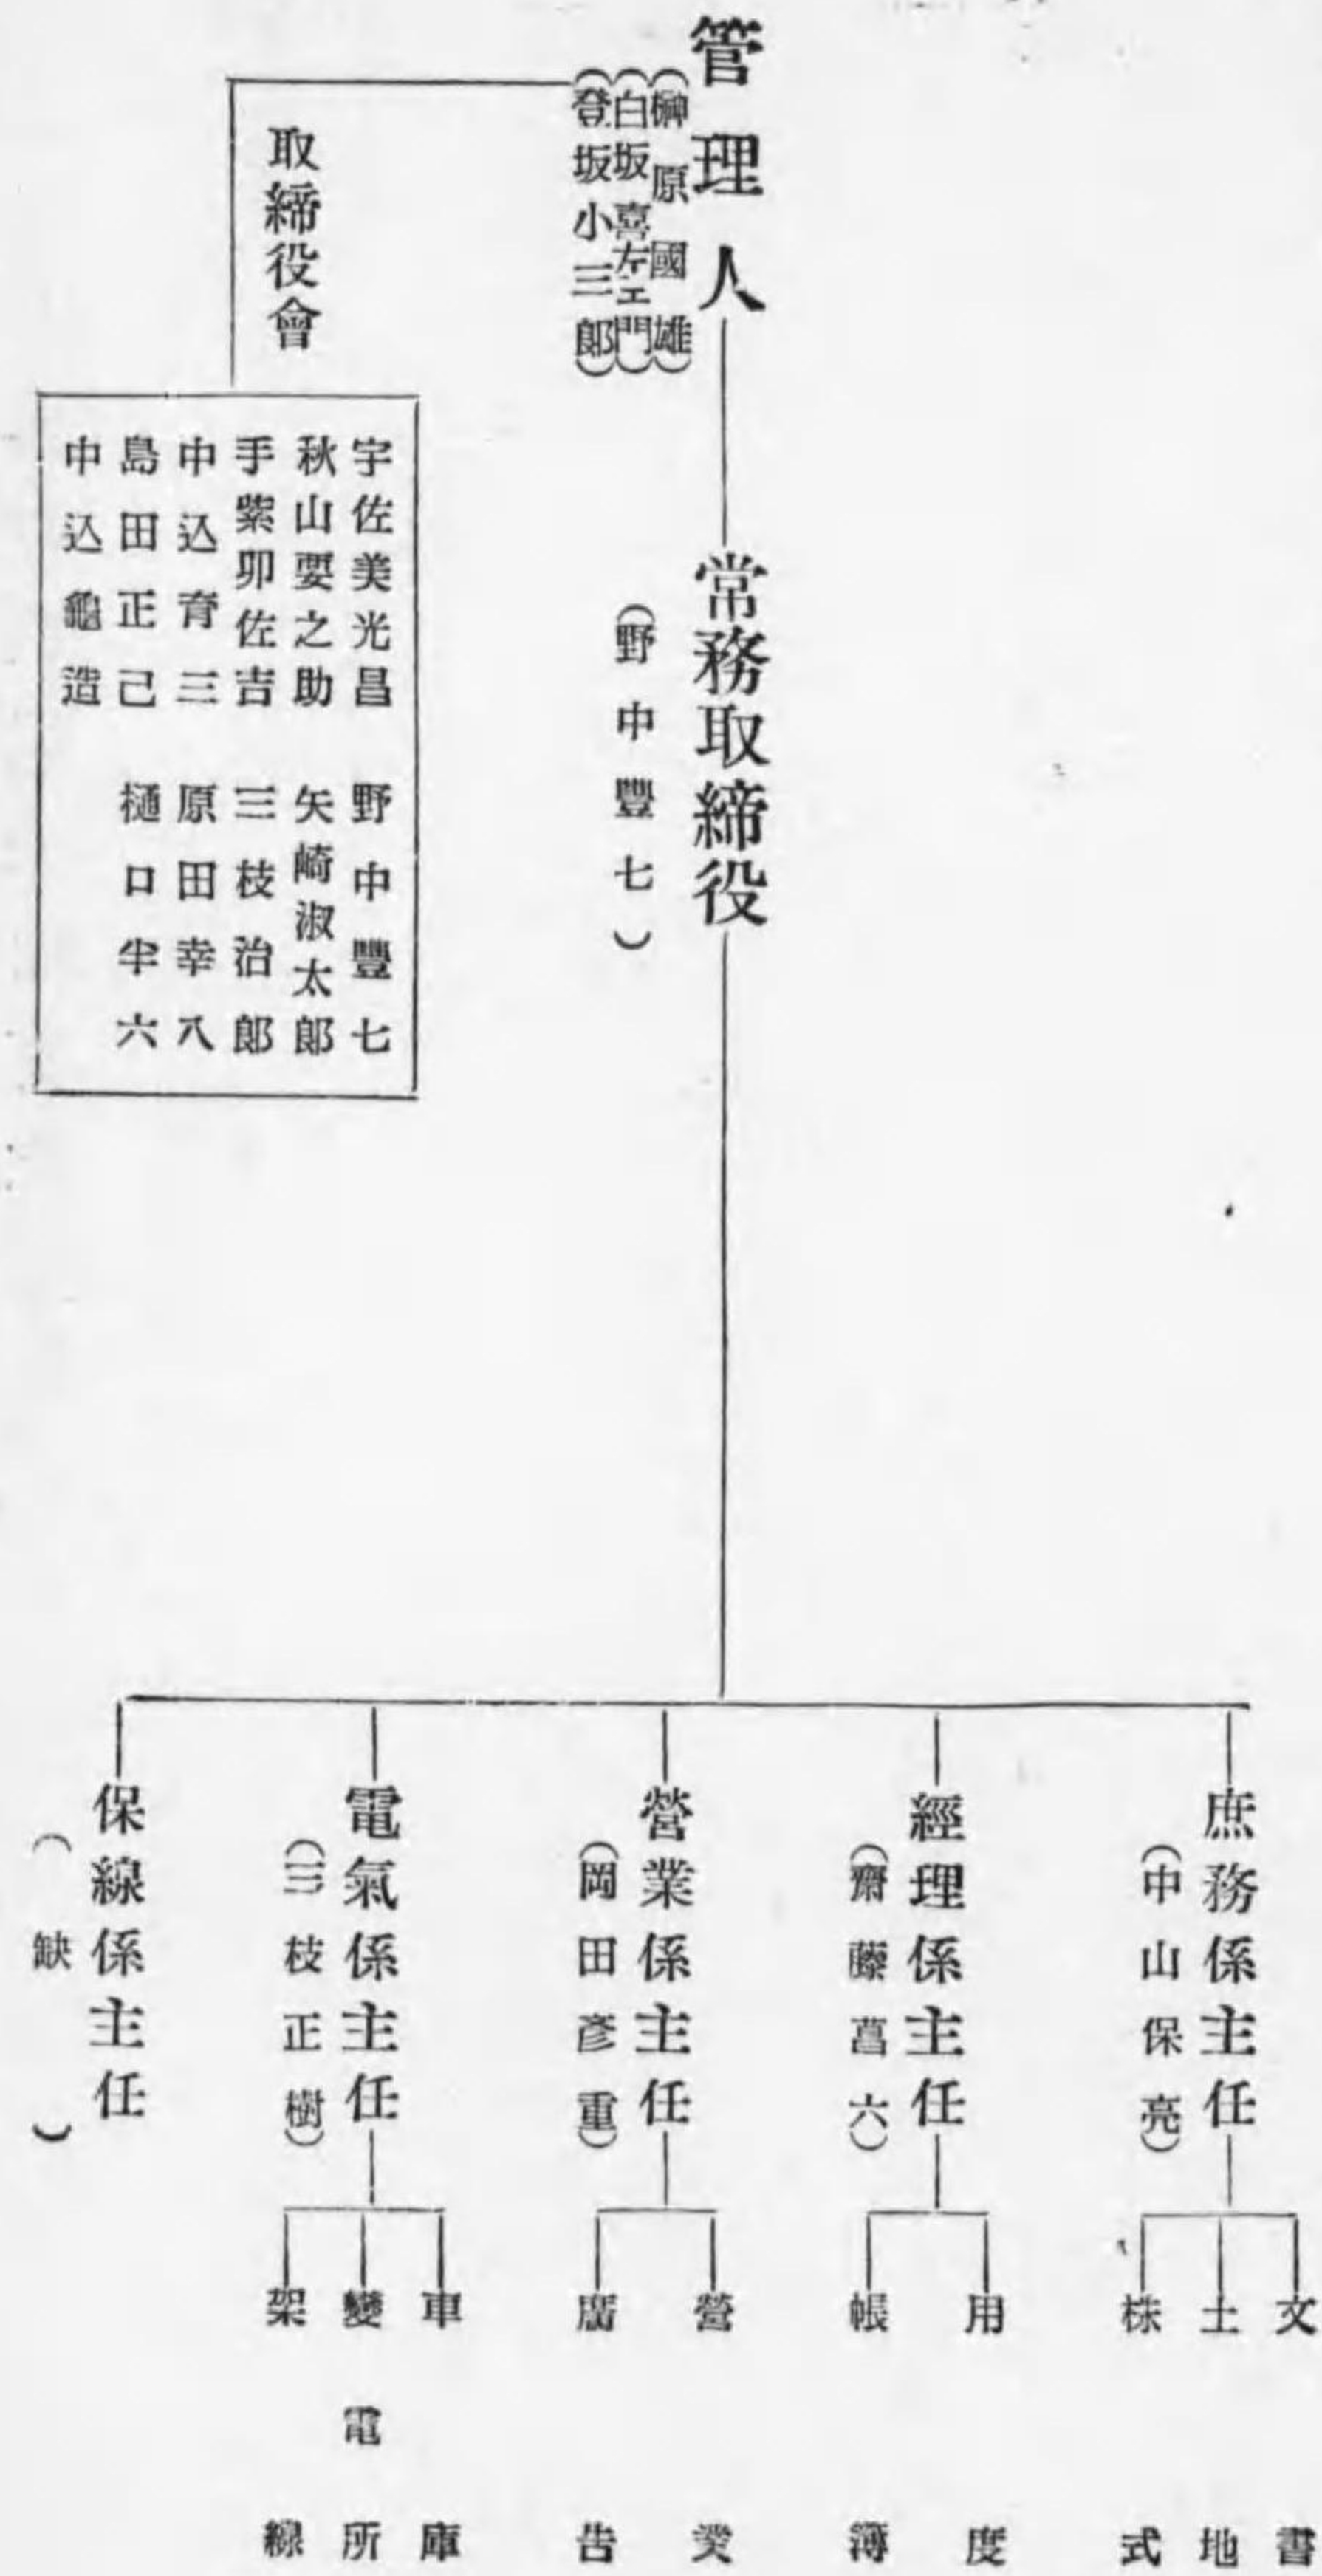 管理人
(榊原國雄)
(白坂喜左エ門)
(登坂小三郎)
取締役會
宇佐美光昌 野中豐七
秋山要之助 矢崎淑太郎
手紫卯佐吉 三枝治郎
中込育三 原田幸八
島田正己 樋口半六
中込龜造
常務取締役
(野中豐七)
庶務係主任
(中山保亮)
文書
土地
株式
經理係主任
(齋藤菖六)
用度
帳簿
營業係主任
(岡田彥重)
營業
廣告
電氣係主任
(三枝正樹)
車庫
變電所
架線
保線係主任
(缺)